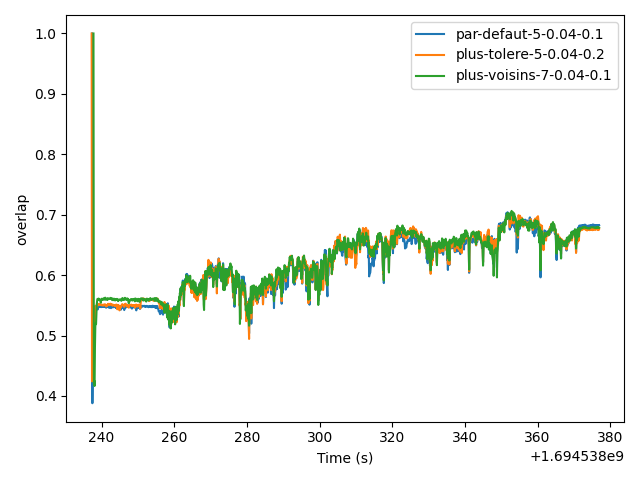 par-defaut-5-0.04-0.1
plus-tolere-5-0.04-0.2
plus-voisins-7-0.04-0.1
1.0
0.9
0.8
0.7
0.6
0.5
0.4
overlap
240
260
280
300
320
340
360
380
Time (s)
+1.694538e9